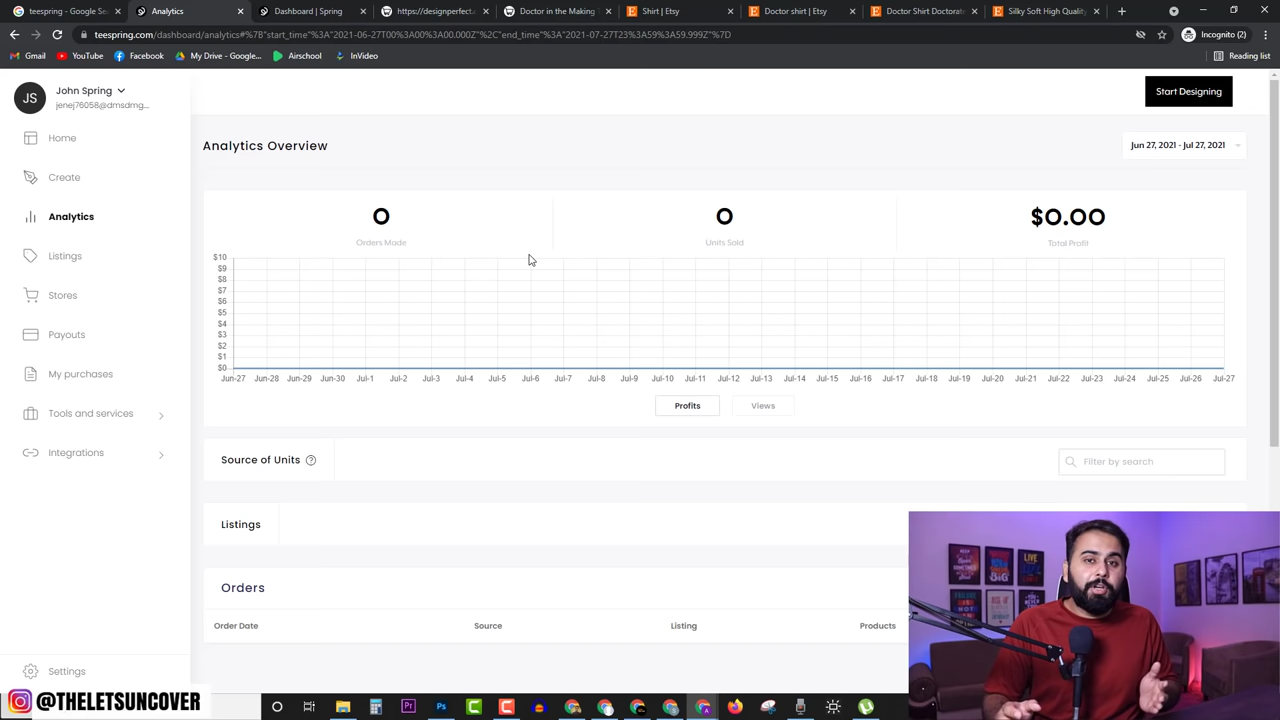 teespring - Google Se
Analytics
Dashboard | Spring
https://designperfect.
Doctor in the Making T
Shirt | Etsy
Doctor shirt | Etsy
Doctor Shirt Doctorat
Silky Soft High Quality
teespring.com/dashboard/analytics#%7B"start_time"%3A"2021-06-27T00%3A00%3A00.000Z"%2C"end_time"%3A"2021-07-27T23%3A59%3A59.999Z"%7D
Incognito (2)
Gmail
YouTube
Facebook
My Drive - Google...
Airschool
InVideo
Reading list
JS
John Spring
jenej76058@dmsdmg...
Start Designing
Home
Create
Analytics
Listings
Stores
Payouts
My purchases
Tools and services
Integrations
Settings
Analytics Overview
Jun 27, 2021 - Jul 27, 2021
0
Orders Made
0
Units Sold
$0.00
Total Profit
$10
$9
$8
$7
$6
$5
$4
$3
$2
$1
$0
Jun-27 Jun-28 Jun-29 Jun-30 Jul-1 Jul-2 Jul-3 Jul-4 Jul-5 Jul-6 Jul-7 Jul-8 Jul-9 Jul-10 Jul-11 Jul-12 Jul-13 Jul-14 Jul-15 Jul-16 Jul-17 Jul-18 Jul-19 Jul-20 Jul-21 Jul-22 Jul-23 Jul-24 Jul-25 Jul-26 Jul-27
Profits
Views
Source of Units
Filter by search
Listings
Orders
Order Date
Source
Listing
Products
@THELETSUNCOVER